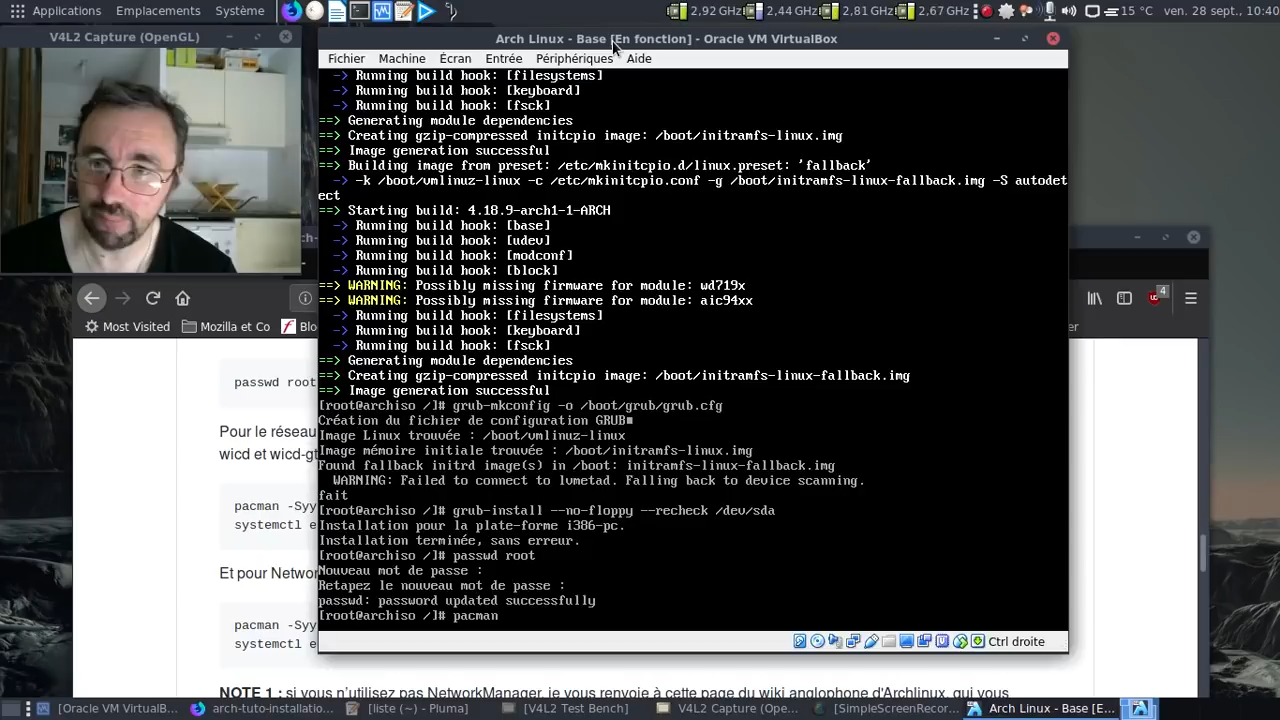 Applications Emplacements Système 2,92 GHz 2,44 GHz 2,81 GHz 2,67 GHz 15 °C ven. 28 sept., 10:40
V4L2 Capture (OpenGL)
Arch Linux - Base [En fonction] - Oracle VM VirtualBox
Fichier Machine Écran Entrée Périphériques Aide
-> Running build hook: [filesystems]
-> Running build hook: [keyboard]
-> Running build hook: [fsck]
==> Generating module dependencies
==> Creating gzip-compressed initcpio image: /boot/initramfs-linux.img
==> Image generation successful
==> Building image from preset: /etc/mkinitcpio.d/linux.preset: 'fallback'
-> -k /boot/vmlinuz-linux -c /etc/mkinitcpio.conf -g /boot/initramfs-linux-fallback.img -S autodet
ect
==> Starting build: 4.18.9-arch1-1-ARCH
-> Running build hook: [base]
-> Running build hook: [udev]
-> Running build hook: [modconf]
-> Running build hook: [block]
==> WARNING: Possibly missing firmware for module: wd719x
==> WARNING: Possibly missing firmware for module: aic94xx
-> Running build hook: [filesystems]
-> Running build hook: [keyboard]
-> Running build hook: [fsck]
==> Generating module dependencies
==> Creating gzip-compressed initcpio image: /boot/initramfs-linux-fallback.img
==> Image generation successful
[root@archiso /]# grub-mkconfig -o /boot/grub/grub.cfg
Création du fichier de configuration GRUB■
Image Linux trouvée : /boot/vmlinuz-linux
Image mémoire initiale trouvée : /boot/initramfs-linux.img
Found fallback initrd image(s) in /boot: initramfs-linux-fallback.img
WARNING: Failed to connect to lvmetad. Falling back to device scanning.
fait
[root@archiso /]# grub-install --no-floppy --recheck /dev/sda
Installation pour la plate-forme i386-pc.
Installation terminée, sans erreur.
[root@archiso /]# passwd root
Nouveau mot de passe :
Retapez le nouveau mot de passe :
passwd: password updated successfully
[root@archiso /]# pacman
Ctrl droite
arch-
4
Most Visited Mozilla et Co Blo
er
passwd root
Pour le réseau
wicd et wicd-gt
pacman -Syy
systemctl e
Et pour Networ
pacman -Syy
systemctl e
NOTE 1 : si vous n'utilisez pas NetworkManager, je vous renvoie à cette page du wiki anglophone d'Archlinux, qui vous
[Oracle VM VirtualB... arch-tuto-installatio... [liste (~) - Pluma] [V4L2 Test Bench] V4L2 Capture (Ope... [SimpleScreenRecor... Arch Linux - Base [E...